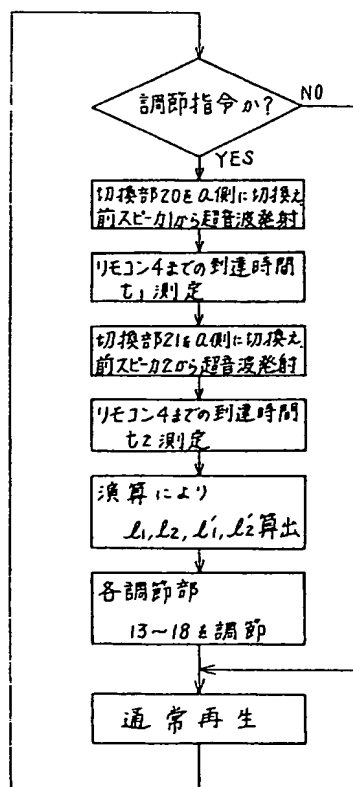 調節指令か?
NO
YES
切換部20をa側に切換え
前スピーカ1から超音波発射
リモコン4までの到達時間
t1測定
切換部21をa側に切換え
前スピーカ2から超音波発射
リモコン4までの到達時間
t2測定
演算により
l1,l2,l'1,l'2算出
各調節部
13~18を調節
通常再生